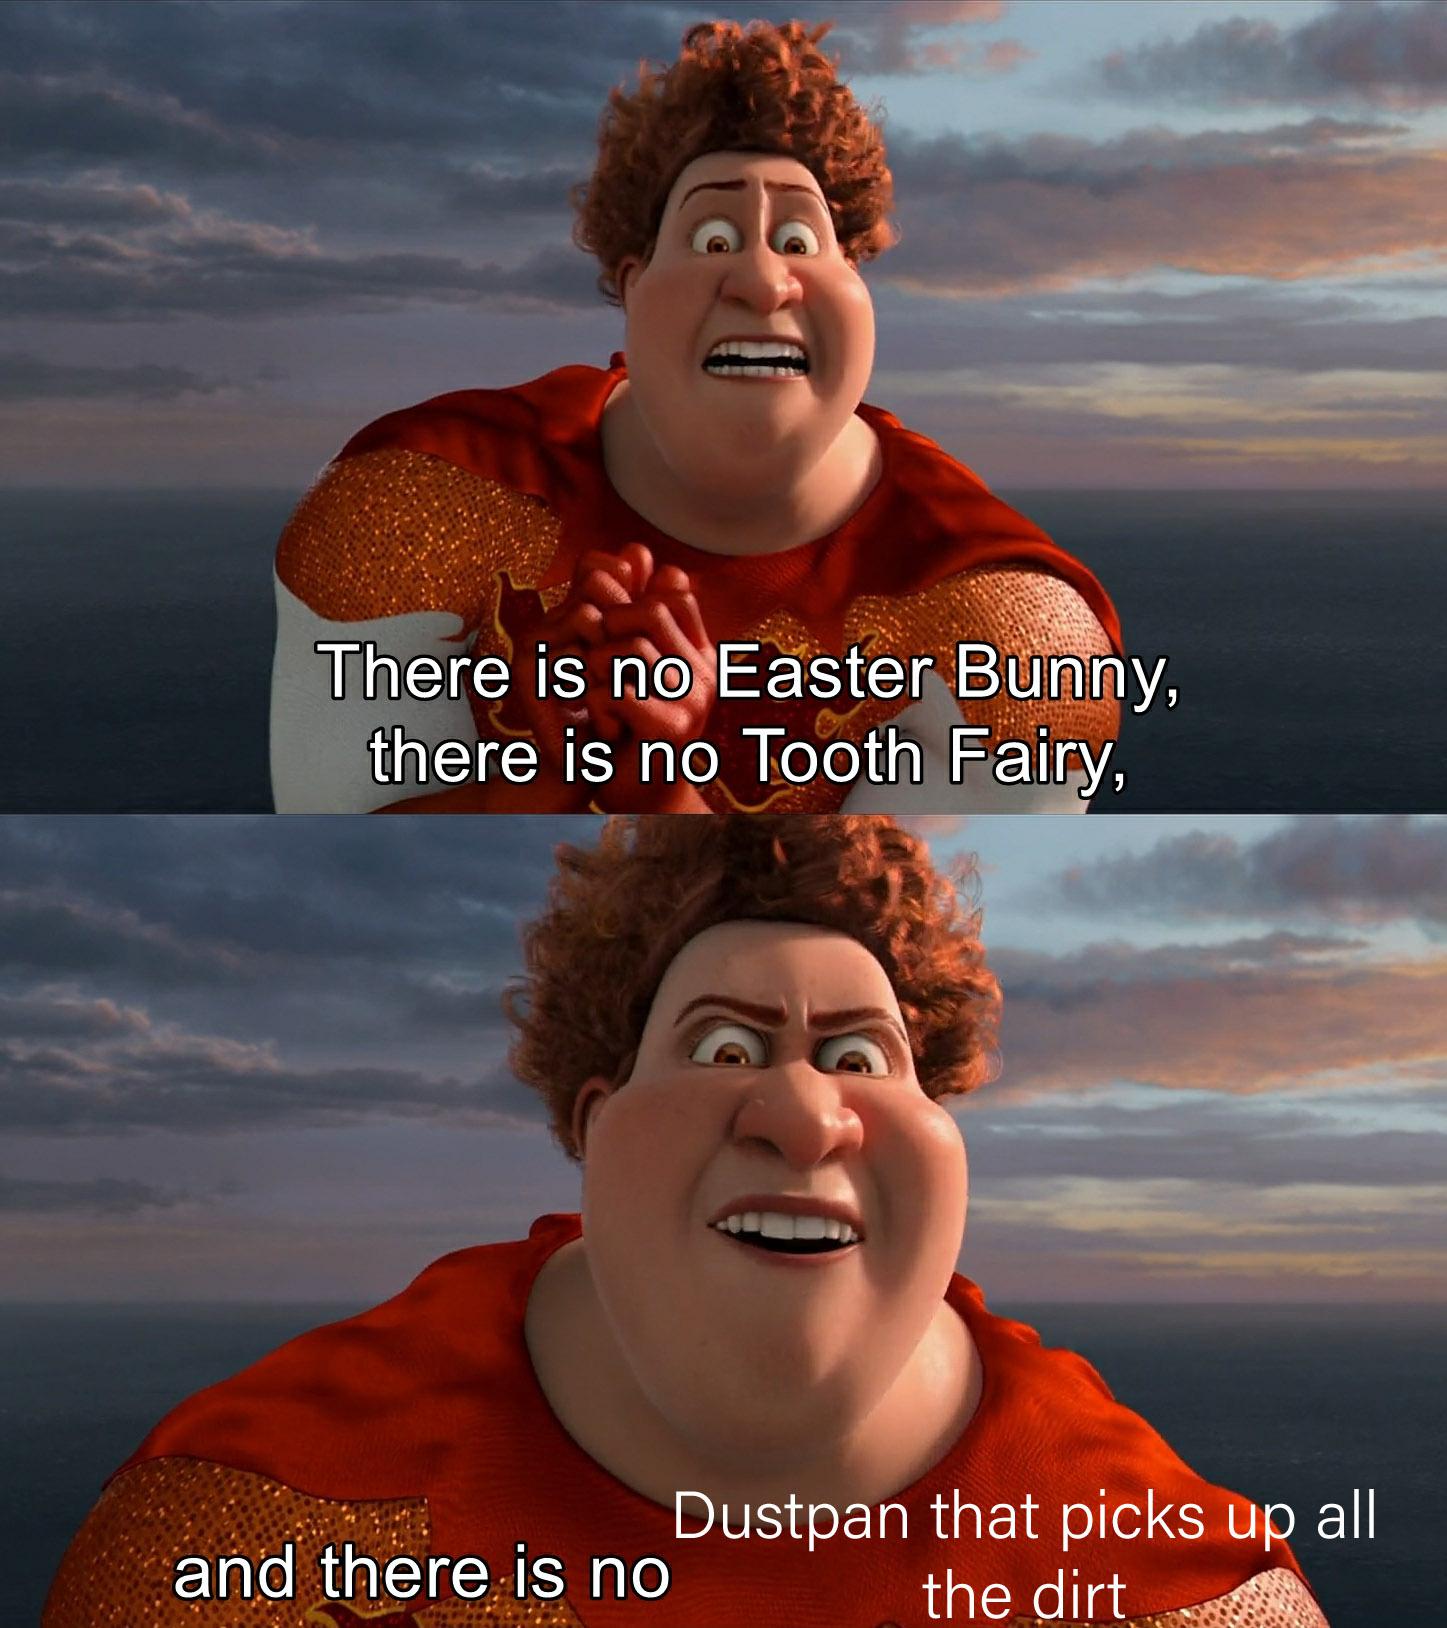 There is no Easter Bunny,
there is no Tooth Fairy,
and there is no
Dustpan that picks up all
the dirt